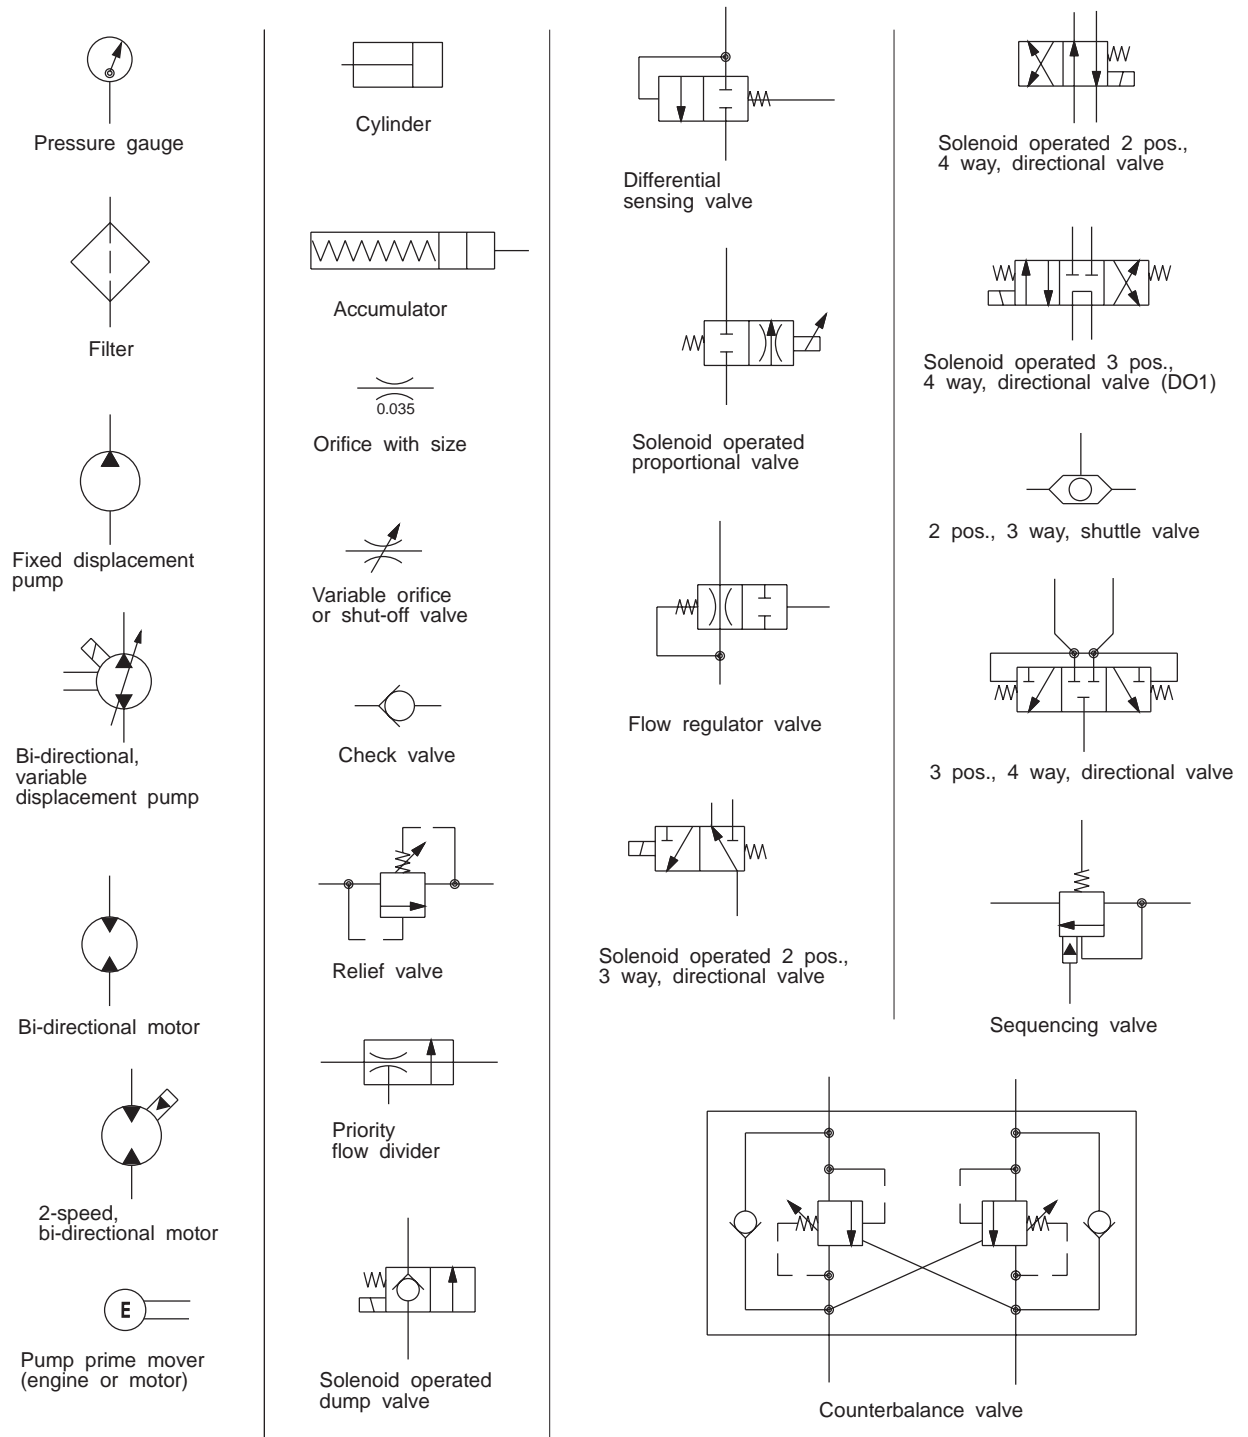 Pressure gauge
Filter
Fixed displacement
pump
Bi-directional,
variable
displacement pump
Bi-directional motor
2-speed,
bi-directional motor
E
Pump prime mover
(engine or motor)
Cylinder
Accumulator
0.035
Orifice with size
Variable orifice
or shut-off valve
Check valve
Relief valve
Priority
flow divider
Solenoid operated
dump valve
Differential
sensing valve
Solenoid operated
proportional valve
Flow regulator valve
Solenoid operated 2 pos.,
3 way, directional valve
Solenoid operated 2 pos.,
4 way, directional valve
Solenoid operated 3 pos.,
4 way, directional valve (DO1)
2 pos., 3 way, shuttle valve
3 pos., 4 way, directional valve
Sequencing valve
Counterbalance valve